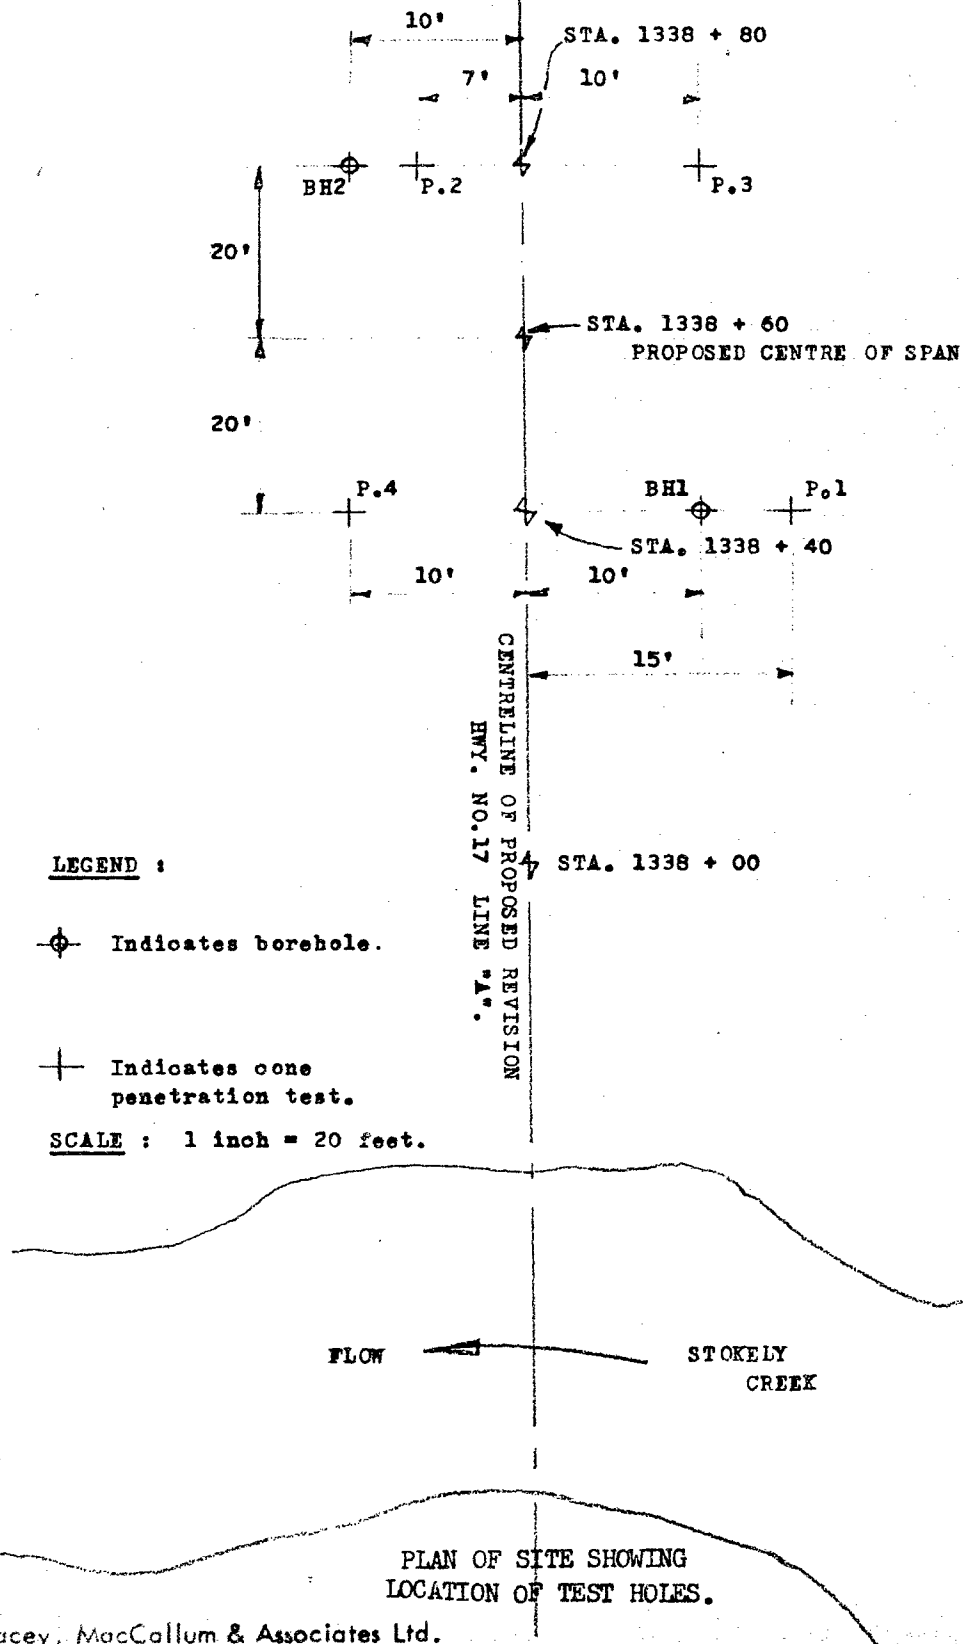 10'
STA. 1338 + 80
7' 10'
BH2 P.2 P.3
20'
STA. 1338 + 60
PROPOSED CENTRE OF SPAN
20'
P.4 BH1 P.1
STA. 1338 + 40
10' 10'
15'
CENTRELINE OF PROPOSED REVISION
HWY. NO.17 LINE "A".
STA. 1338 + 00
LEGEND :
Indicates borehole.
Indicates cone
penetration test.
SCALE : 1 inch = 20 feet.
FLOW STOKELY
CREEK
PLAN OF SITE SHOWING
LOCATION OF TEST HOLES.
MacCallum & Associates Ltd.